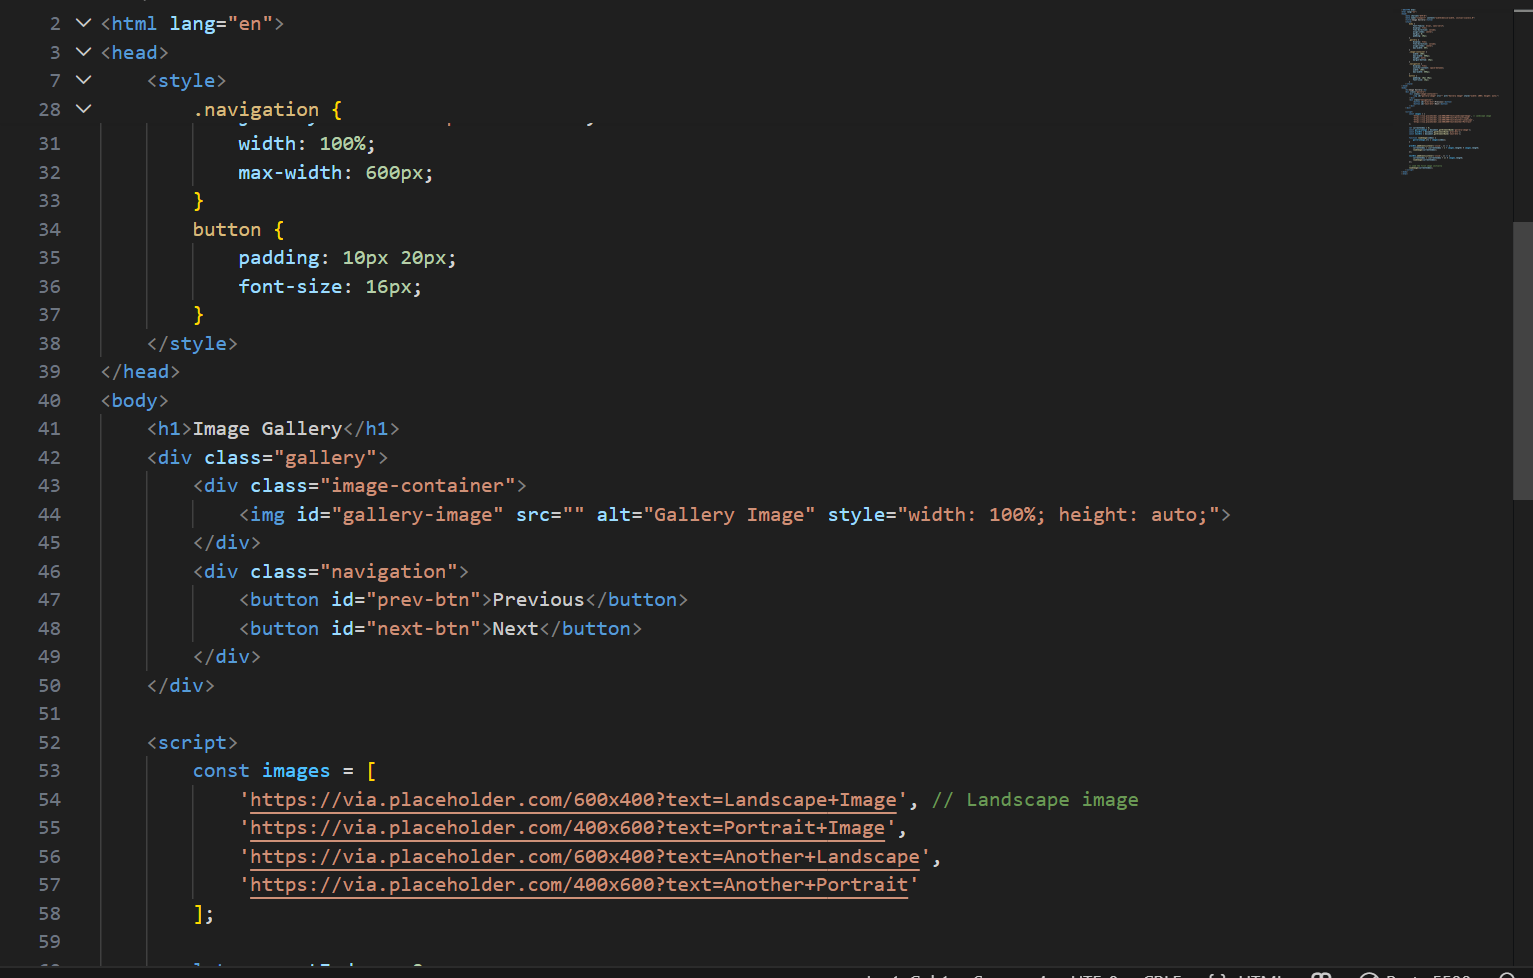 2 <html lang="en">
3 <head>
7 <style>
28 .navigation {
31 width: 100%;
32 max-width: 600px;
33 }
34 button {
35 padding: 10px 20px;
36 font-size: 16px;
37 }
38 </style>
39 </head>
40 <body>
41 <h1>Image Gallery</h1>
42 <div class="gallery">
43 <div class="image-container">
44 <img id="gallery-image" src="" alt="Gallery Image" style="width: 100%; height: auto;">
45 </div>
46 <div class="navigation">
47 <button id="prev-btn">Previous</button>
48 <button id="next-btn">Next</button>
49 </div>
50 </div>
51
52 <script>
53 const images = [
54 'https://via.placeholder.com/600x400?text=Landscape+Image', // Landscape image
55 'https://via.placeholder.com/400x600?text=Portrait+Image',
56 'https://via.placeholder.com/600x400?text=Another+Landscape',
57 'https://via.placeholder.com/400x600?text=Another+Portrait'
58 ];
59